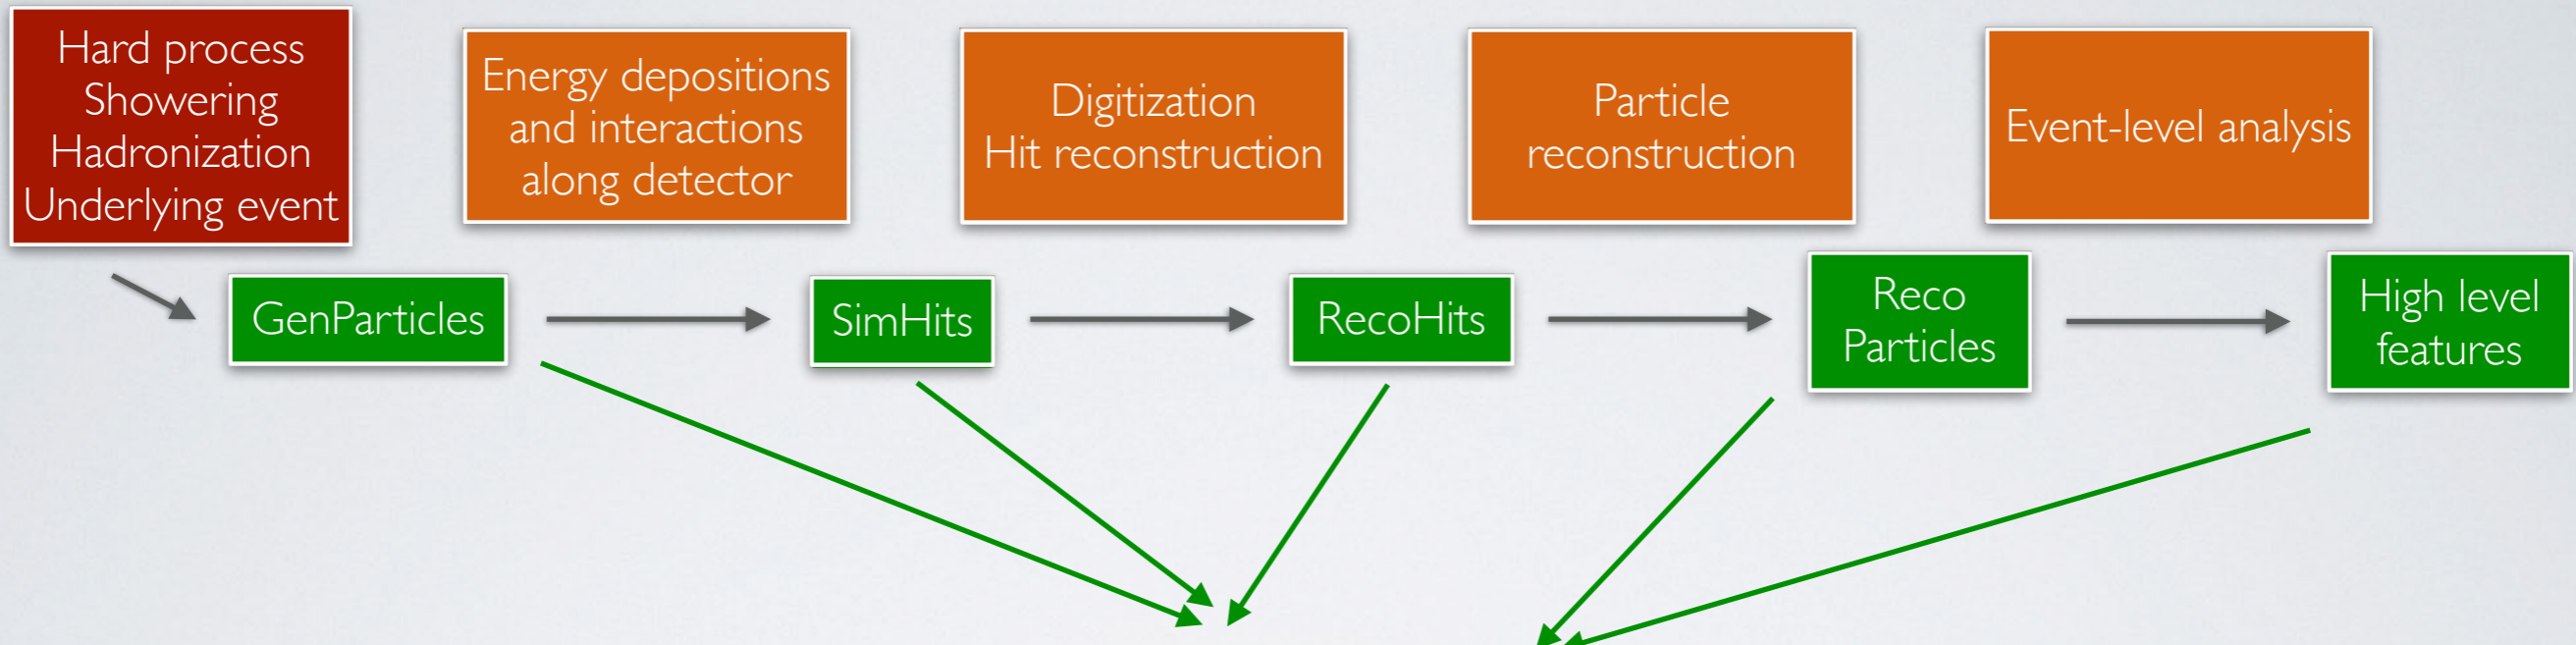 Hard process
Showering
Hadronization
Underlying event
Energy depositions
and interactions
along detector
Digitization
Hit reconstruction
Particle
reconstruction
Event-level analysis
GenParticles
SimHits
RecoHits
Reco
Particles
High level
features